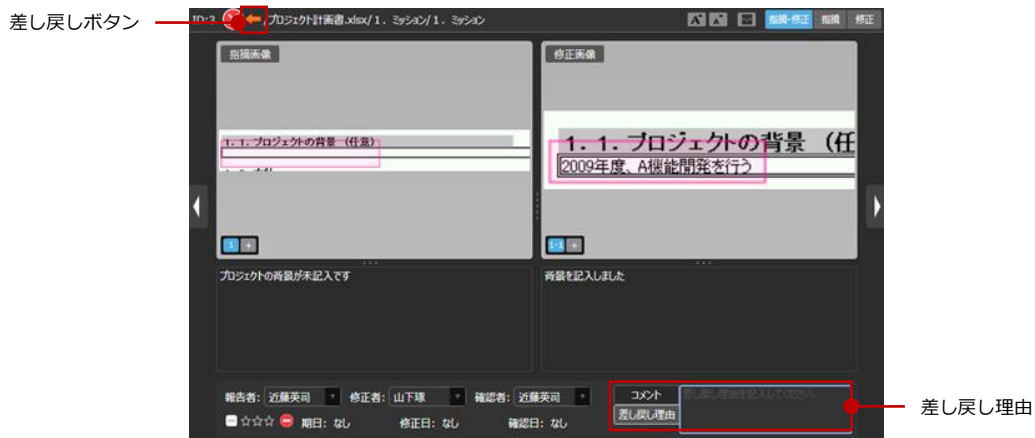 差し戻しボタン
ID:3 プロジェクト計画書.xlsx/1. ミッション/1. ミッション
指摘・修正 指摘 修正
指摘画像
修正画像
1. 1. プロジェクトの背景 (任意)
1. 1. プロジェクトの背景 (任
2009年度、A機能開発を行う
1 +
1-1 +
プロジェクトの背景が未記入です
背景を記入しました
報告者: 近藤英司 修正者: 山下球 確認者: 近藤英司
コメント
差し戻し理由を記入してください。
差し戻し理由
期日: なし 修正日: なし 確認日: なし
差し戻し理由